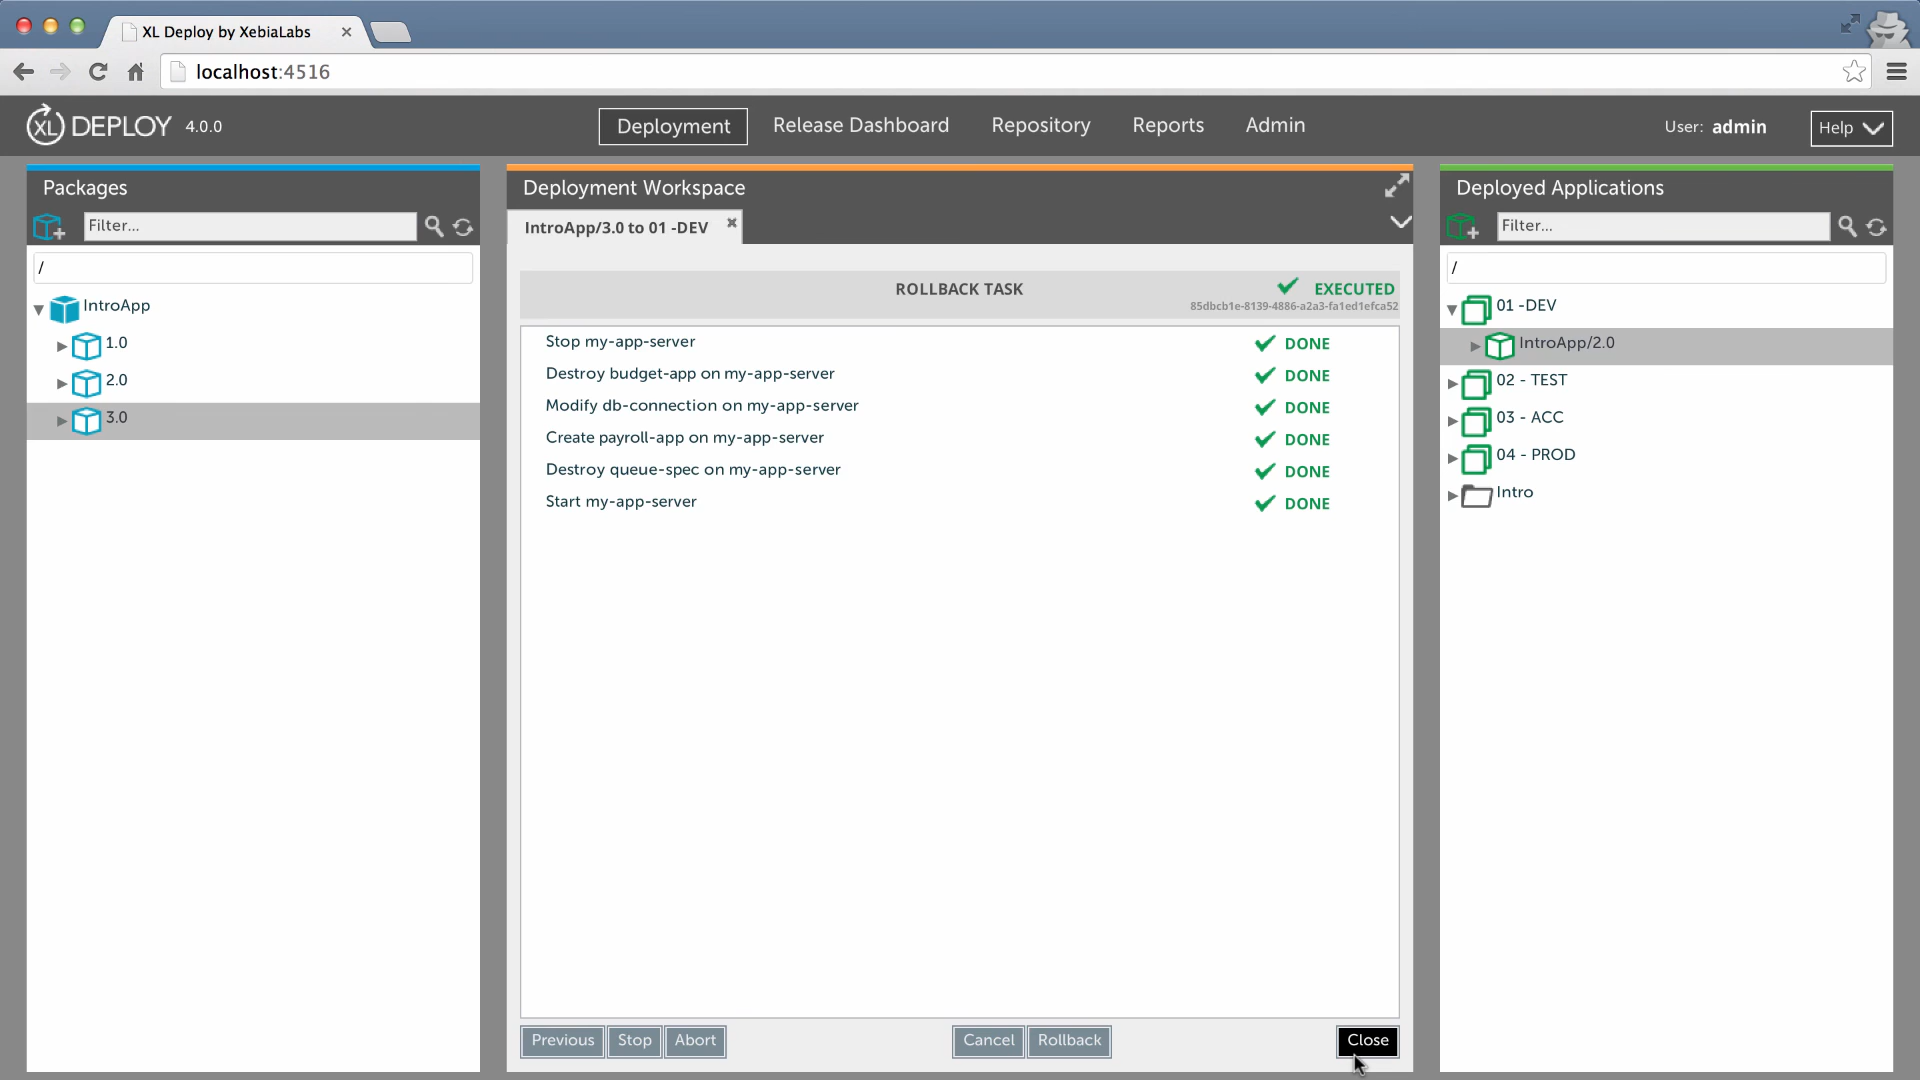 XL Deploy by XebiaLabs
localhost:4516
XL DEPLOY 4.0.0
Deployment
Release Dashboard
Repository
Reports
Admin
User: admin
Help
Packages
Filter...
/
IntroApp
1.0
2.0
3.0
Deployment Workspace
IntroApp/3.0 to 01 -DEV
ROLLBACK TASK
EXECUTED
85dbcb1e-8139-4886-a2a3-fa1ed1efca52
Stop my-app-server DONE
Destroy budget-app on my-app-server DONE
Modify db-connection on my-app-server DONE
Create payroll-app on my-app-server DONE
Destroy queue-spec on my-app-server DONE
Start my-app-server DONE
Previous
Stop
Abort
Cancel
Rollback
Close
Deployed Applications
Filter...
/
01 -DEV
IntroApp/2.0
02 - TEST
03 - ACC
04 - PROD
Intro